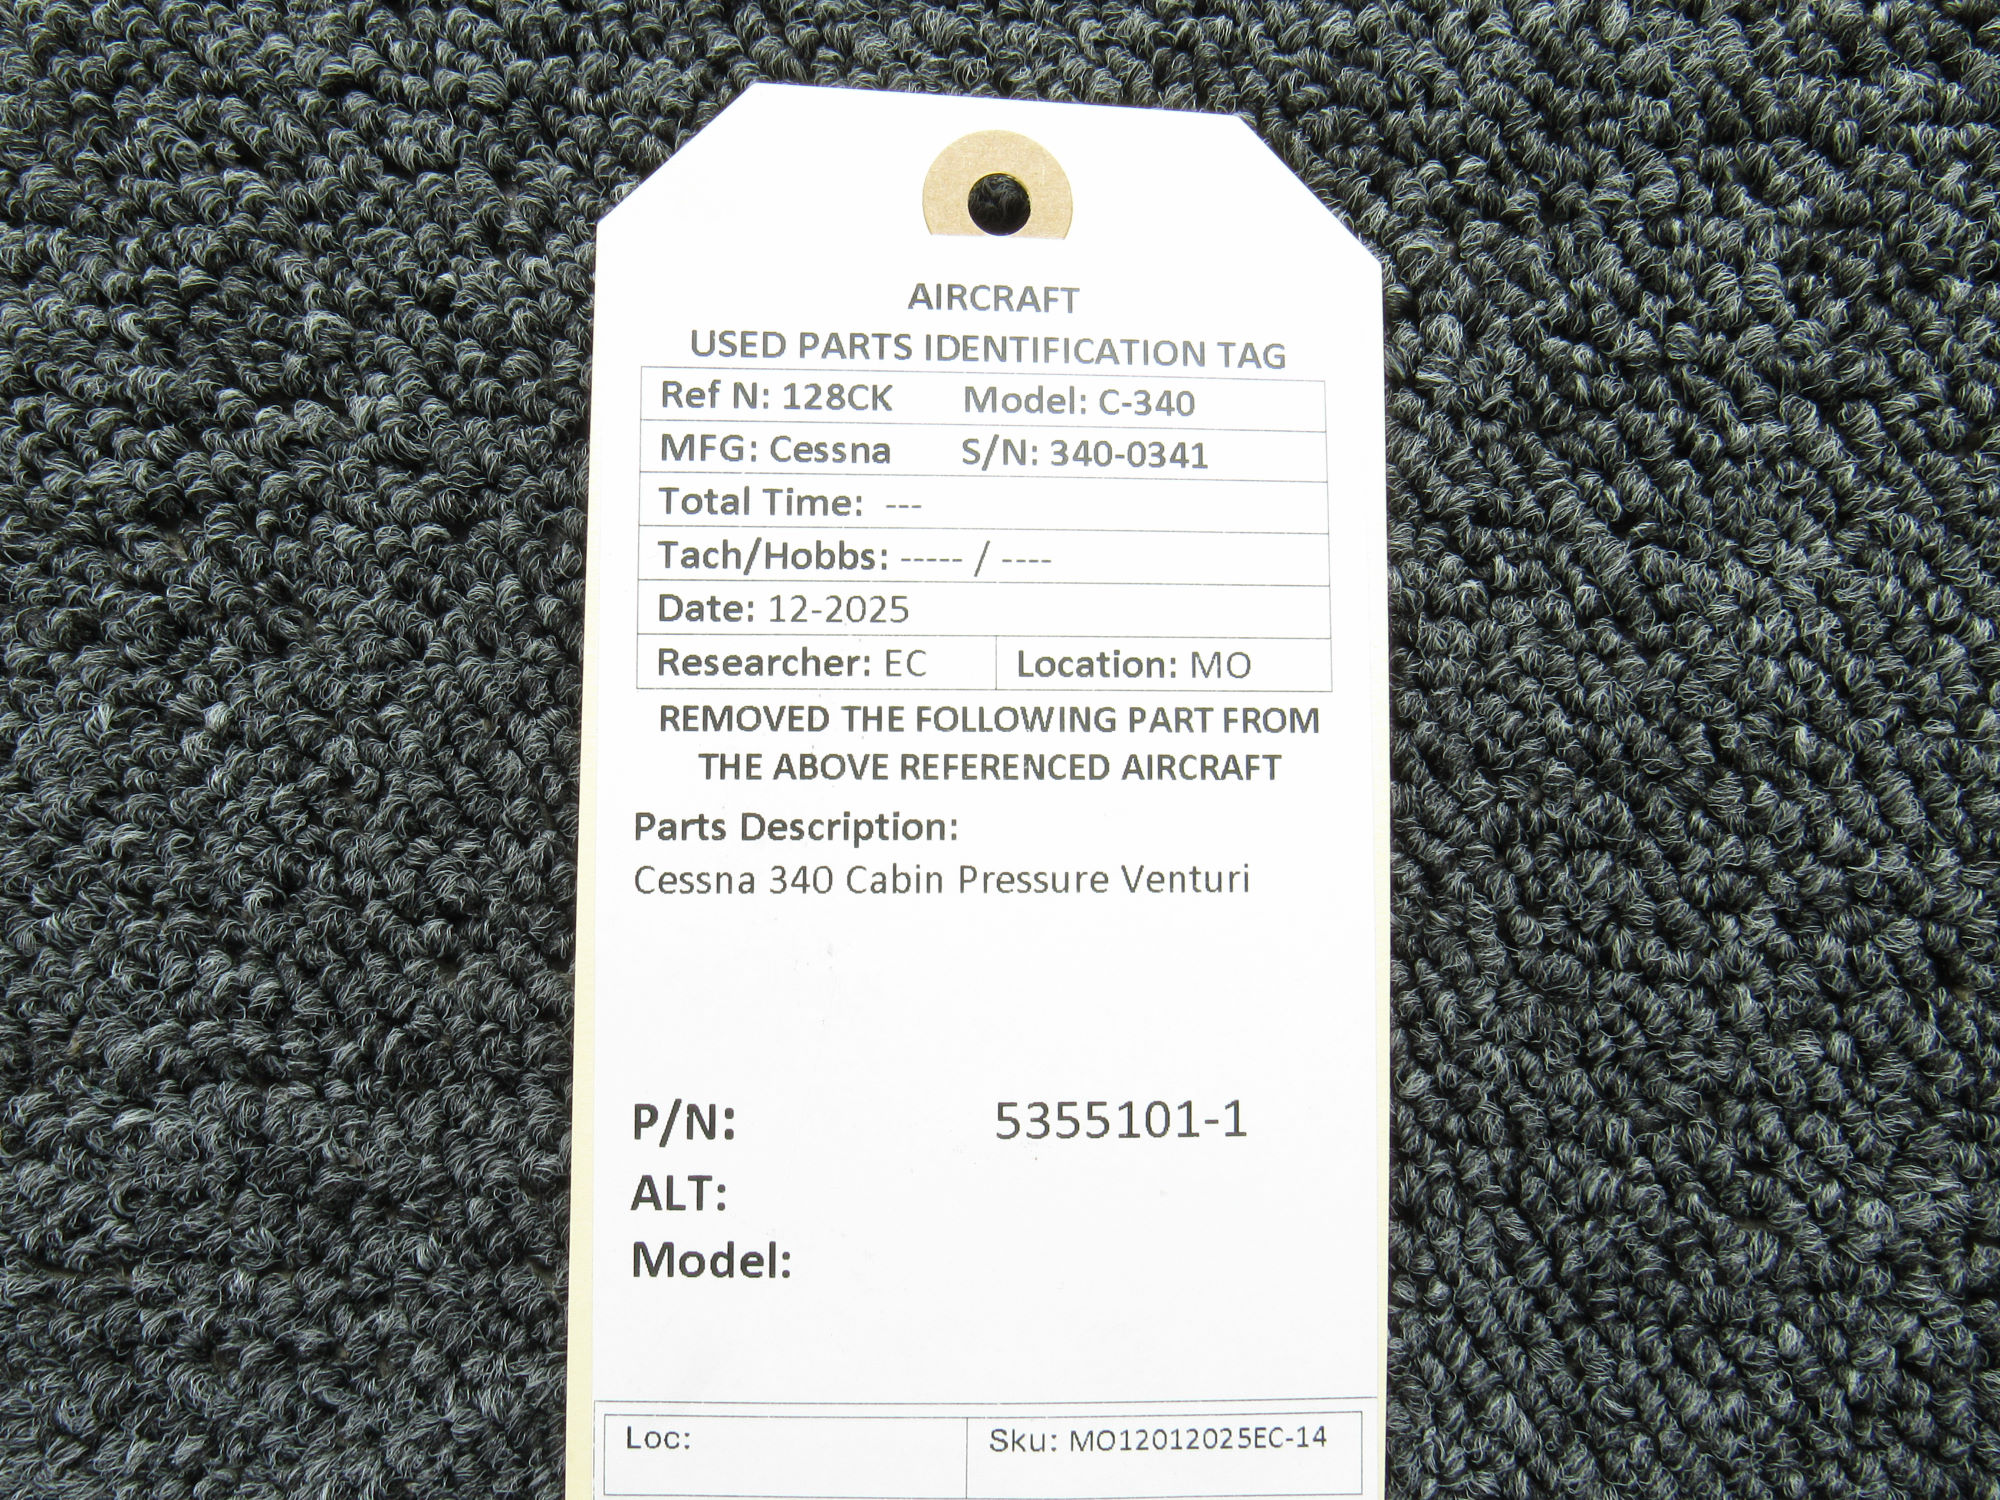 AIRCRAFT
USED PARTS IDENTIFICATION TAG
Ref N: 128CK Model: C-340
MFG: Cessna S/N: 340-0341
Total Time: ---
Tach/Hobbs: ----- / ----
Date: 12-2025
Researcher: EC Location: MO
REMOVED THE FOLLOWING PART FROM
THE ABOVE REFERENCED AIRCRAFT
Parts Description:
Cessna 340 Cabin Pressure Venturi
P/N: 5355101-1
ALT:
Model:
Loc: Sku: MO12012025EC-14